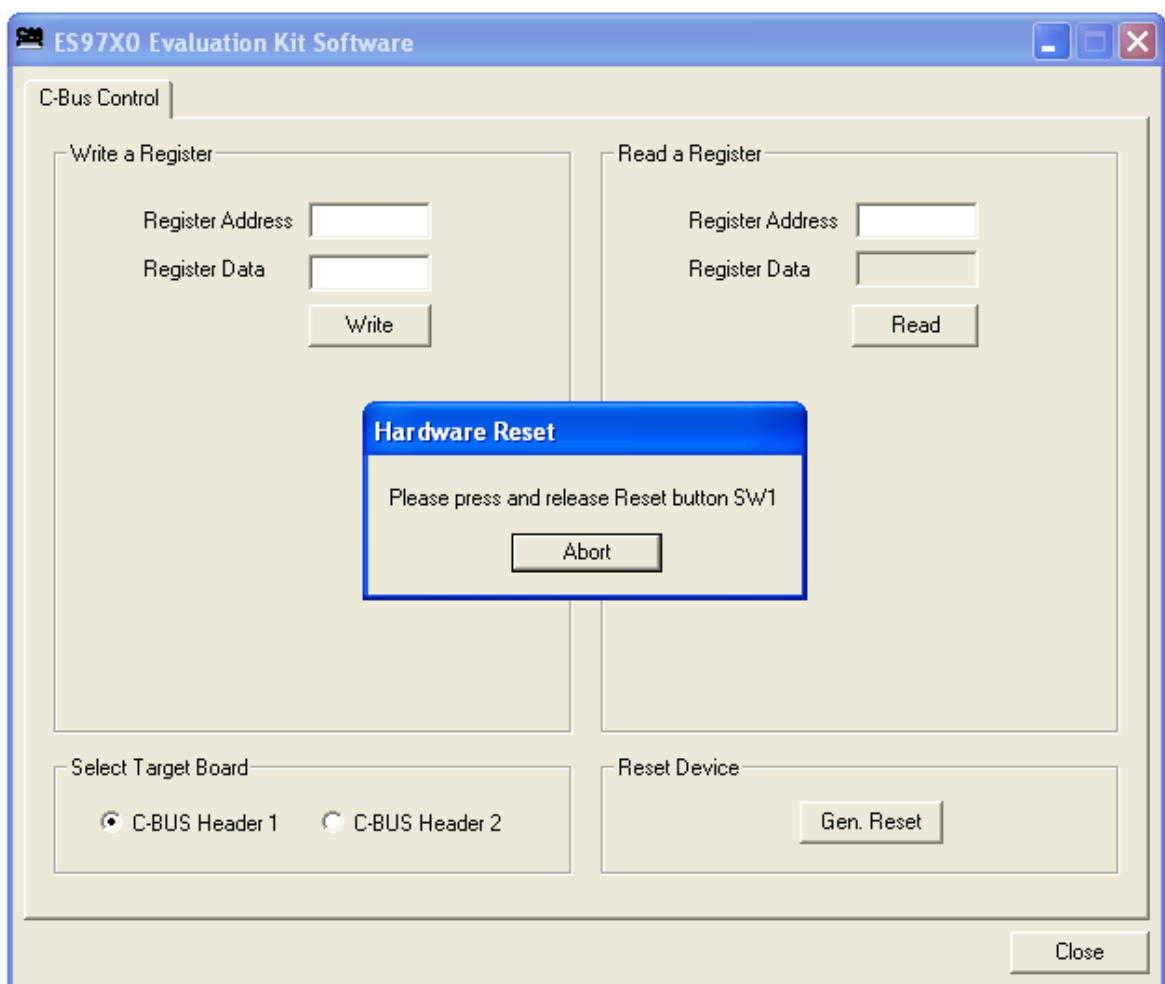 ES97X0 Evaluation Kit Software
C-Bus Control
Write a Register
Register Address
Register Data
Write
Read a Register
Register Address
Register Data
Read
Hardware Reset
Please press and release Reset button SW1
Abort
Select Target Board
C-BUS Header 1
C-BUS Header 2
Reset Device
Gen. Reset
Close